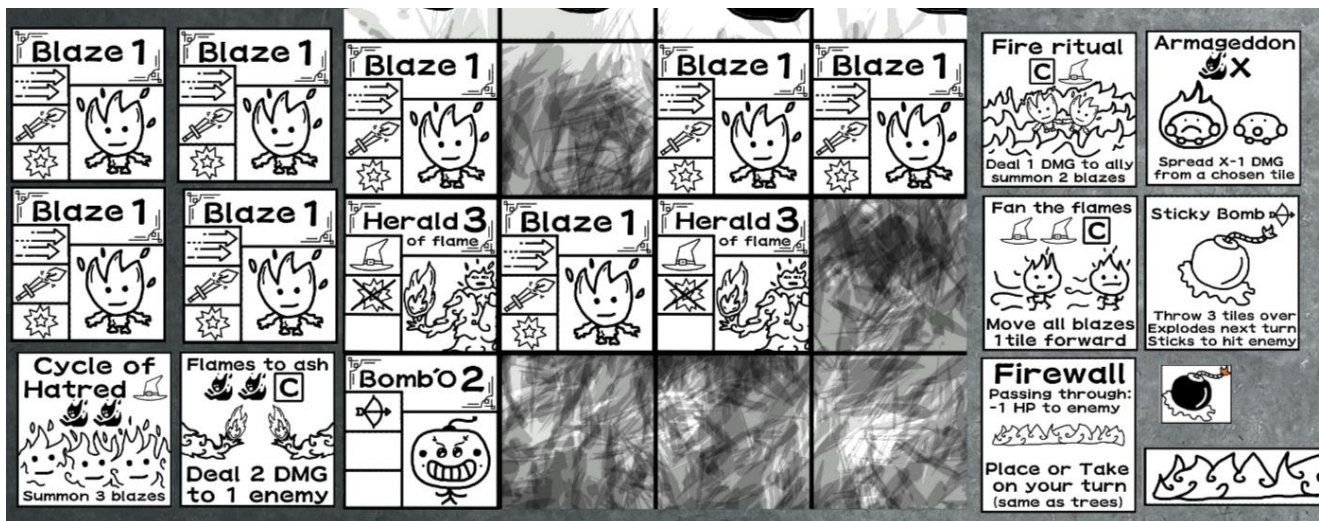 Blaze 1
Blaze 1
Blaze 1
Blaze 1
Blaze 1
Fire ritual
C
Deal 1 DMG to ally
summon 2 blazes
Armageddon
X
Spread X-1 DMG
from a chosen tile
Blaze 1
Blaze 1
Herald 3
of flame
Blaze 1
Herald 3
of flame
Fan the flames
C
Move all blazes
1 tile forward
Sticky Bomb
Throw 3 tiles over
Explodes next turn
Sticks to hit enemy
Cycle of
Hatred
Summon 3 blazes
Flames to ash
C
Deal 2 DMG
to 1 enemy
Bomb'O 2
Firewall
Passing through:
-1 HP to enemy
Place or Take
on your turn
(same as trees)